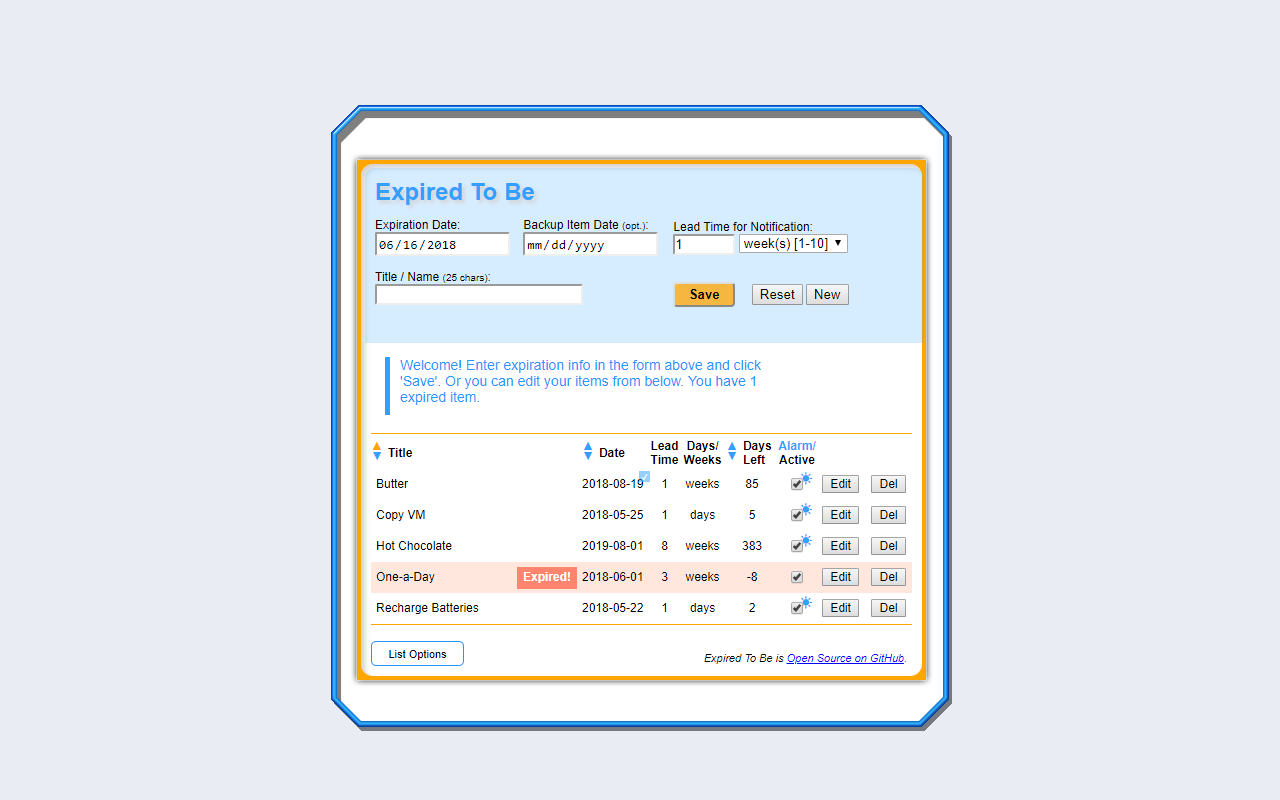 Expired To Be
Expiration Date: Backup Item Date (opt.): Lead Time for Notification:
06/16/2018 mm/dd/yyyy 1 week(s) [1-10]
Title / Name (25 chars):
Save Reset New
Welcome! Enter expiration info in the form above and click
'Save'. Or you can edit your items from below. You have 1
expired item.
Title Date Lead Time Days/Weeks Days Left Alarm/Active
Butter 2018-08-19 1 weeks 85 Edit Del
Copy VM 2018-05-25 1 days 5 Edit Del
Hot Chocolate 2019-08-01 8 weeks 383 Edit Del
One-a-Day Expired! 2018-06-01 3 weeks -8 Edit Del
Recharge Batteries 2018-05-22 1 days 2 Edit Del
List Options Expired To Be is Open Source on GitHub.